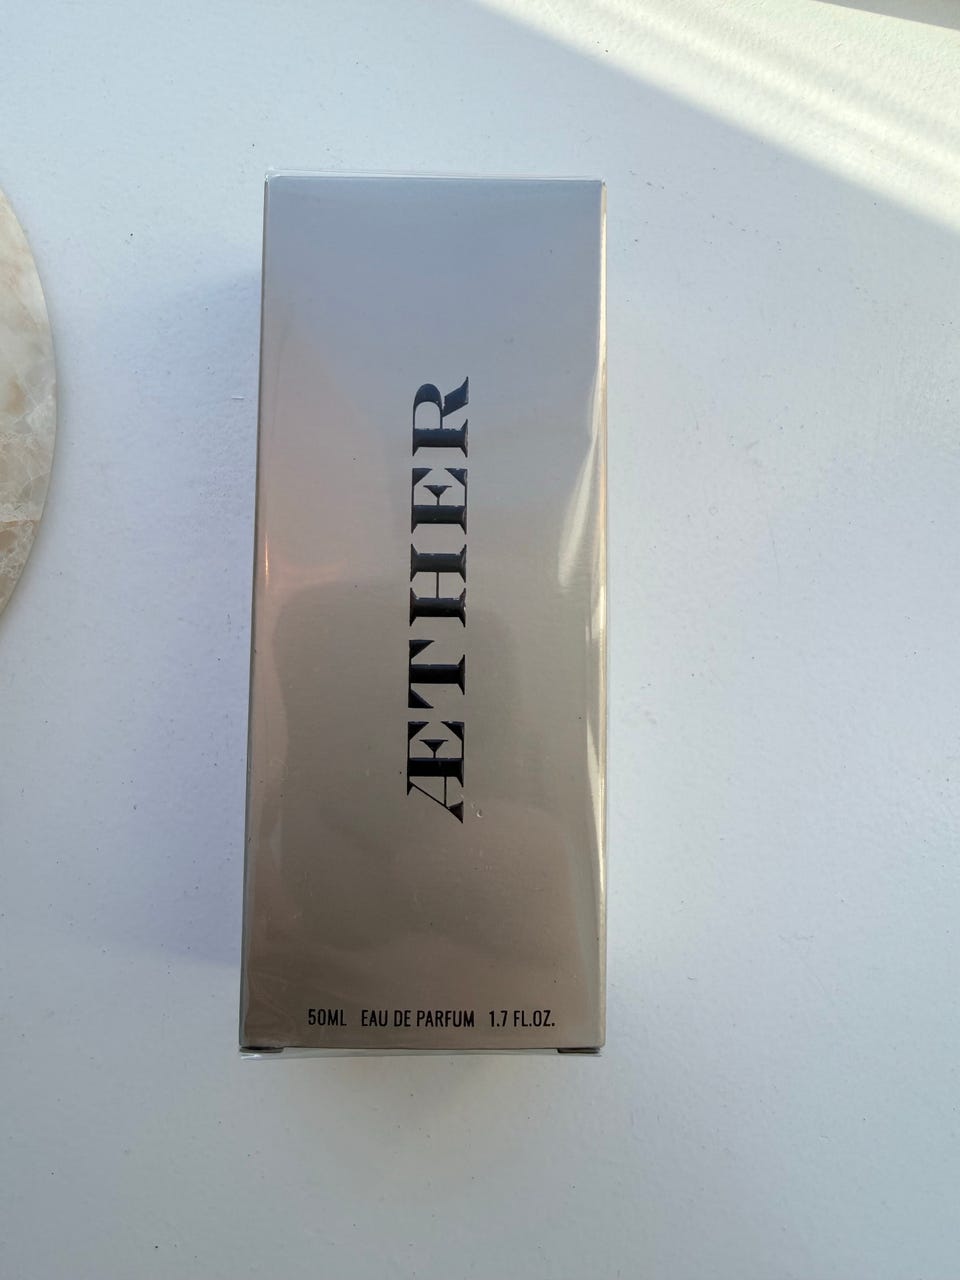 ÆTHER
50ML EAU DE PARFUM 1.7 FL.OZ.